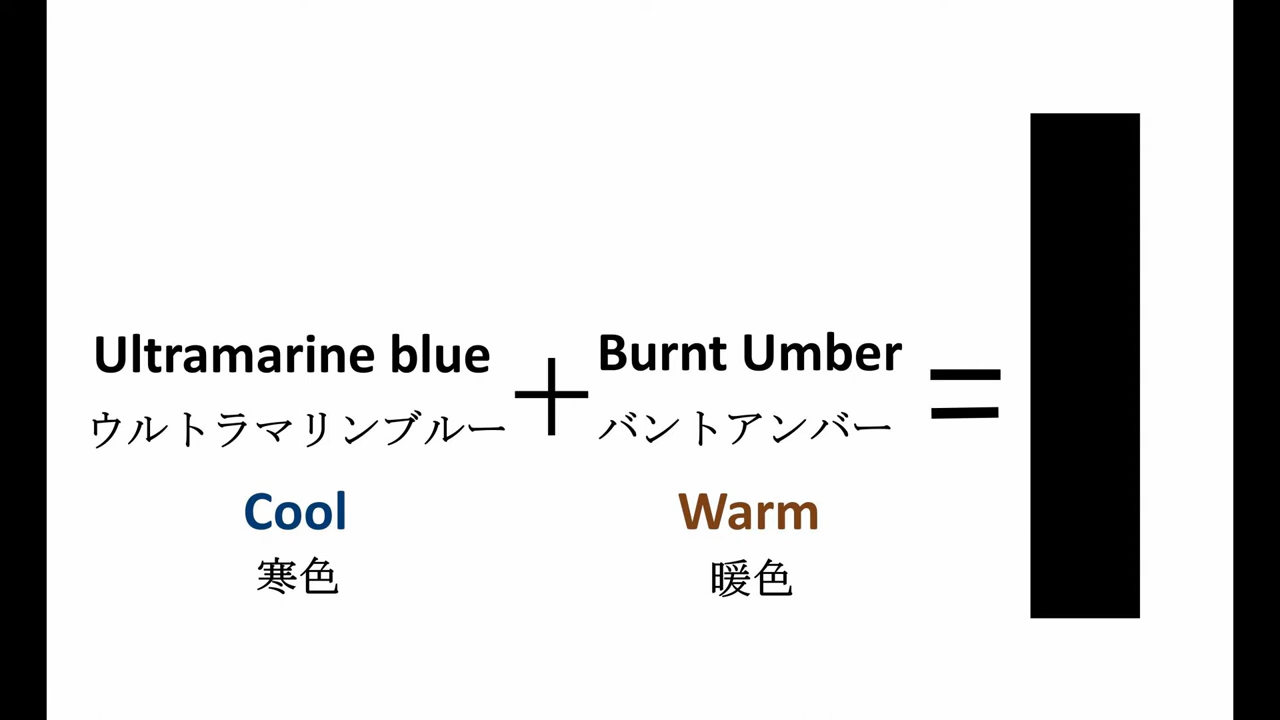 Ultramarine blue + Burnt Umber =
ウルトラマリンブルー バントアンバー
Cool Warm
寒色 暖色